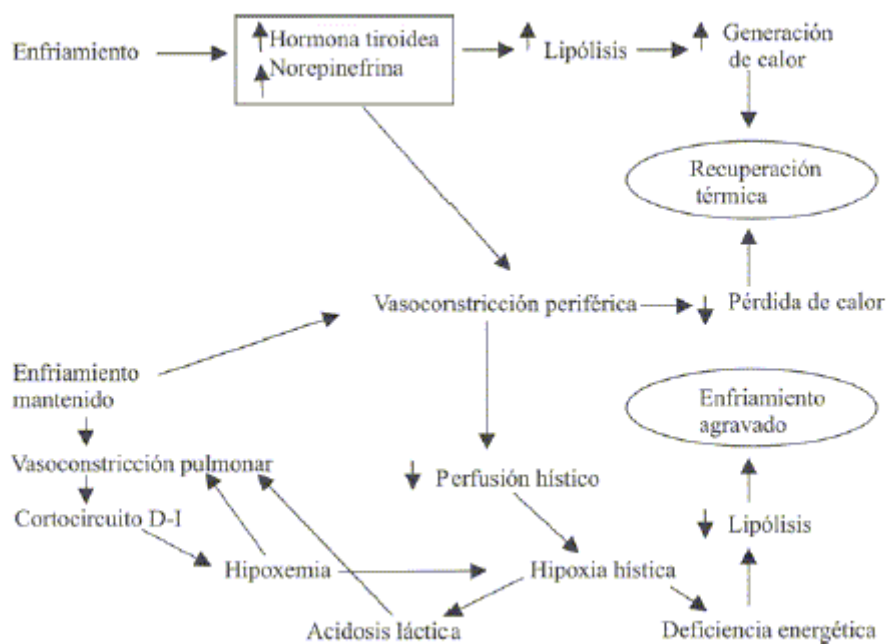 Enfriamiento
Hormona tiroidea
Norepinefrina
Lipólisis
Generación
de calor
Recuperación
térmica
Vasoconstricción periférica
Pérdida de calor
Enfriamiento
mantenido
Enfriamiento
agravado
Vasoconstricción pulmonar
Perfusión hístico
Cortocircuito D-I
Lipólisis
Hipoxemia
Hipoxia hística
Acidosis láctica
Deficiencia energética